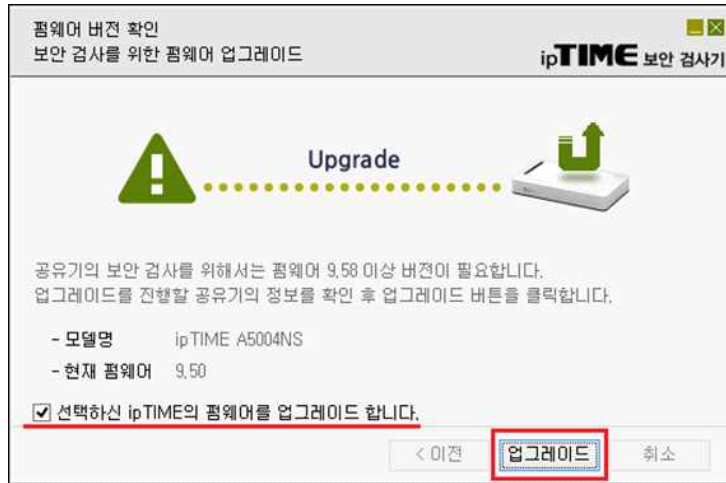 펌웨어 버전 확인
보안 검사를 위한 펌웨어 업그레이드
ipTIME 보안 검사기
Upgrade
공유기의 보안 검사를 위해서는 펌웨어 9.58 이상 버전이 필요합니다.
업그레이드를 진행할 공유기의 정보를 확인 후 업그레이드 버튼을 클릭합니다.
- 모델명 ipTIME A5004NS
- 현재 펌웨어 9.50
선택하신 ipTIME의 펌웨어를 업그레이드 합니다.
< 이전 업그레이드 취소